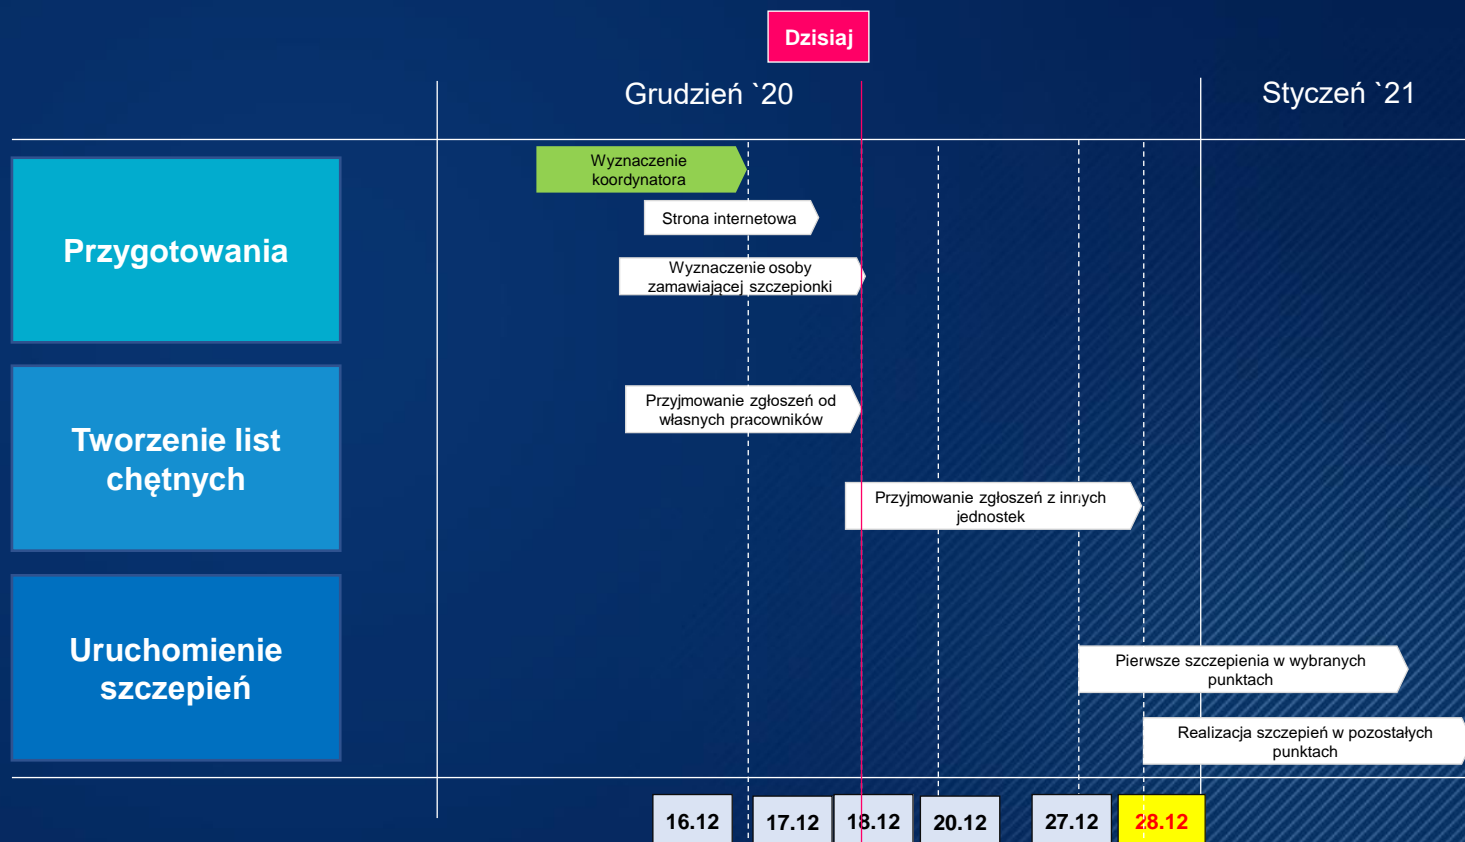 Dzisiaj
Grudzień `20
Styczeń `21
Przygotowania
Wyznaczenie
koordynatora
Strona internetowa
Wyznaczenie osoby
zamawiającej szczepionki
Tworzenie list
chętnych
Przyjmowanie zgłoszeń od
własnych pracowników
Przyjmowanie zgłoszeń z innych
jednostek
Uruchomienie
szczepień
Pierwsze szczepienia w wybranych
punktach
Realizacja szczepień w pozostałych
punktach
16.12
17.12
18.12
20.12
27.12
28.12